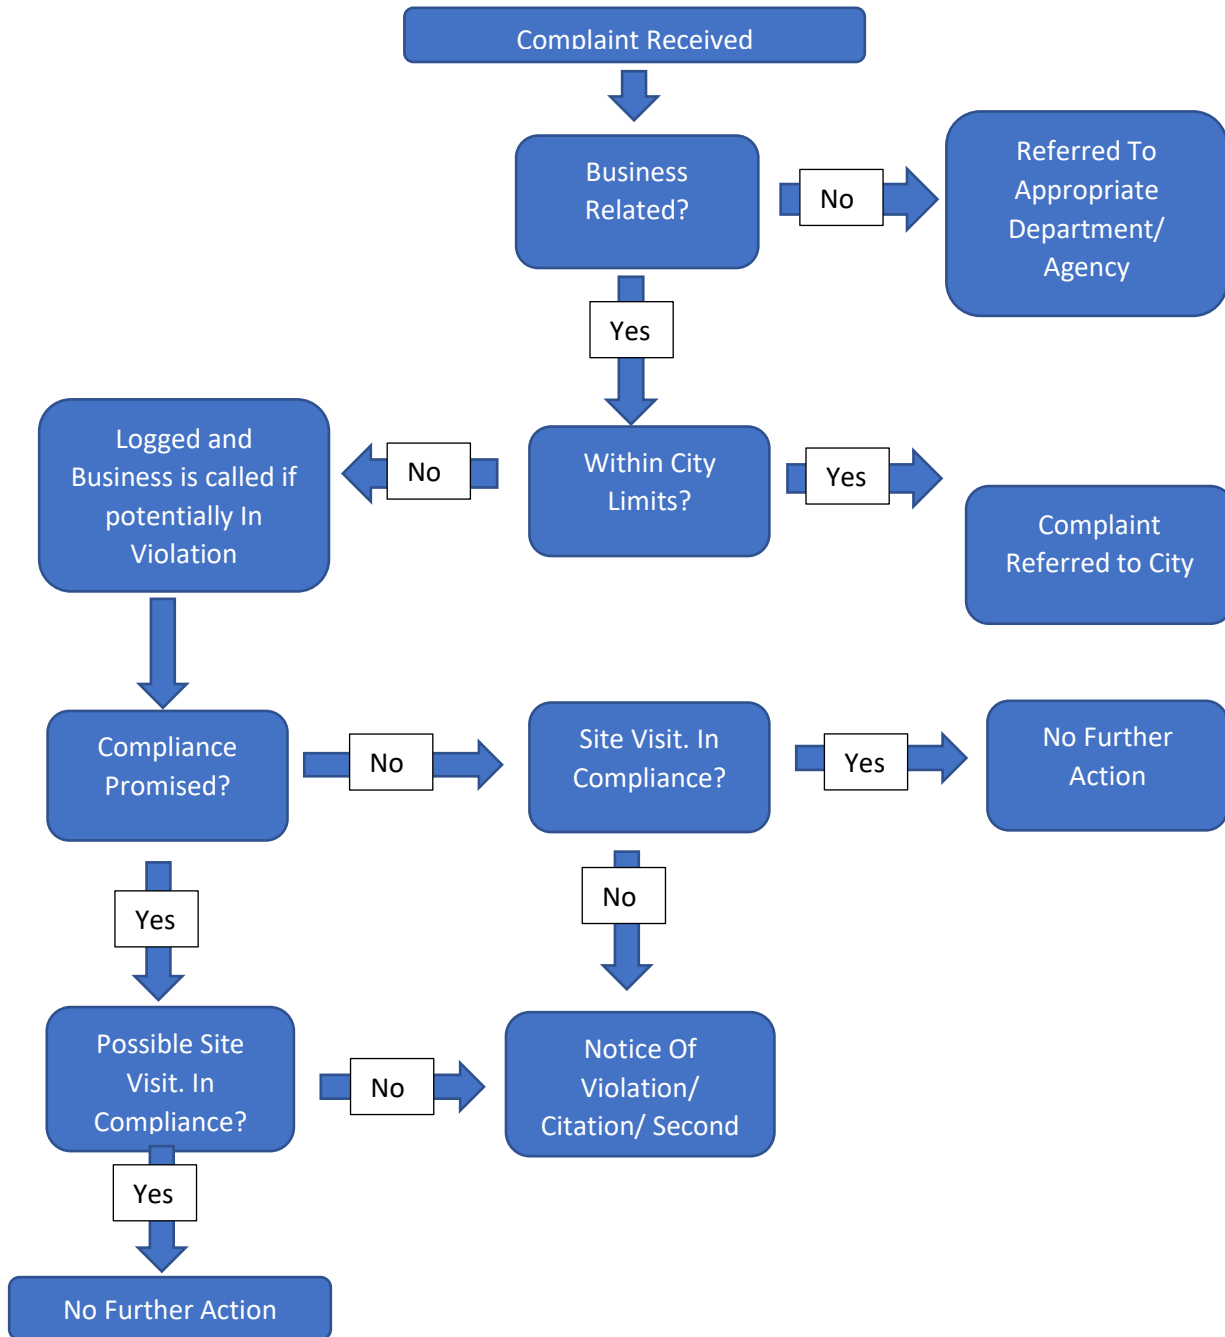 Complaint Received
Business
Related?
No
Referred To
Appropriate
Department/
Agency
Yes
Logged and
Business is called if
potentially In
Violation
No
Within City
Limits?
Yes
Complaint
Referred to City
Compliance
Promised?
No
Site Visit. In
Compliance?
Yes
No Further
Action
Yes
No
Possible Site
Visit. In
Compliance?
No
Notice Of
Violation/
Citation/ Second
Yes
No Further Action